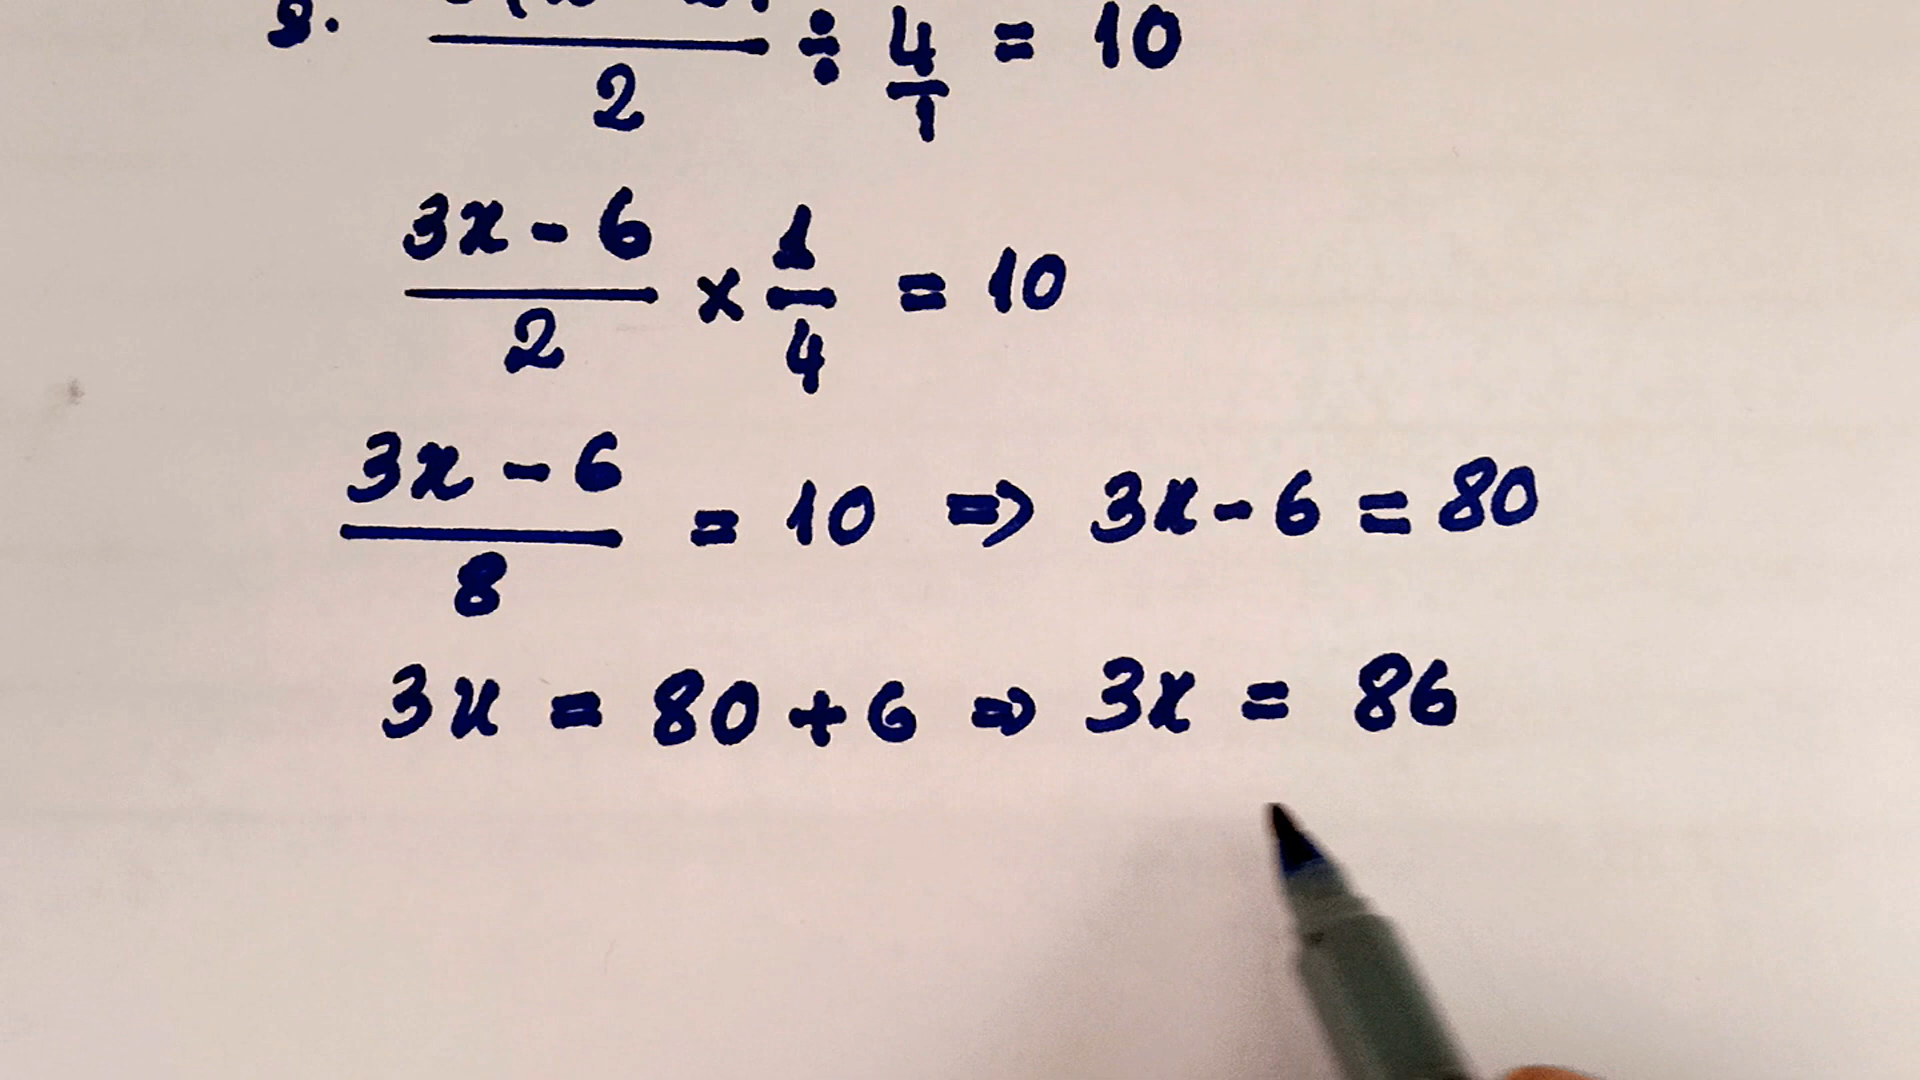 ÷ 4/1 = 10
2
(3x - 6)/2 × 1/4 = 10
(3x - 6)/8 = 10 => 3x - 6 = 80
3x = 80 + 6 => 3x = 86